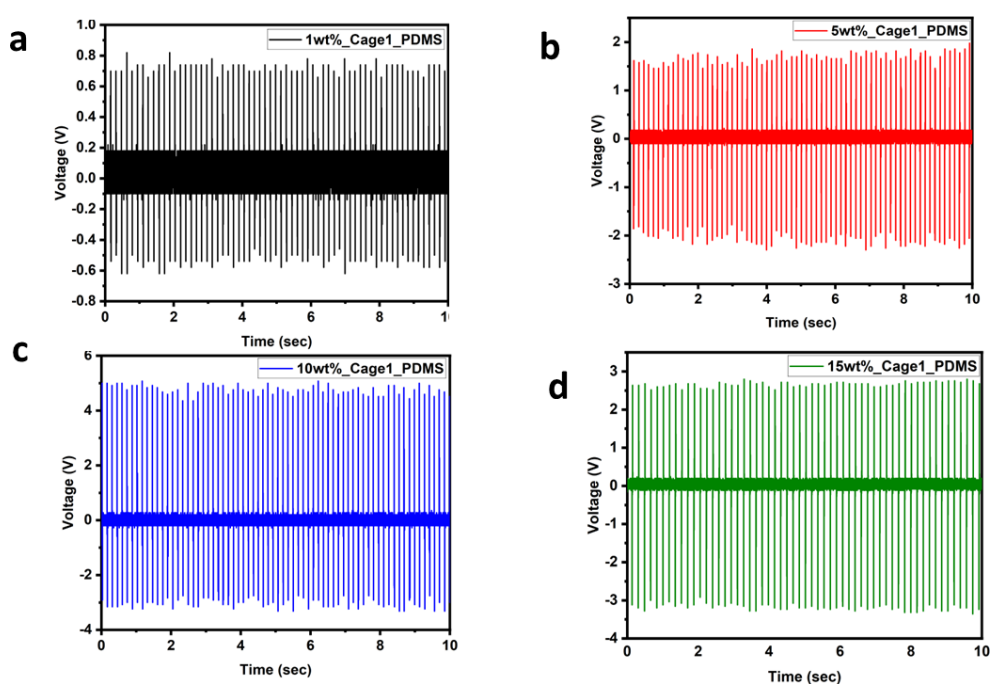 a
1wt%_Cage1_PDMS
1.0
0.8
0.6
0.4
0.2
0.0
-0.2
-0.4
-0.6
-0.8
Voltage (V)
0 2 4 6 8 10
Time (sec)
b
5wt%_Cage1_PDMS
2
1
0
-1
-2
-3
Voltage (V)
0 2 4 6 8 10
Time (sec)
c
10wt%_Cage1_PDMS
6
4
2
0
-2
-4
Voltage (V)
0 2 4 6 8 10
Time (sec)
d
15wt%_Cage1_PDMS
3
2
1
0
-1
-2
-3
-4
Voltage (V)
0 2 4 6 8 10
Time (sec)